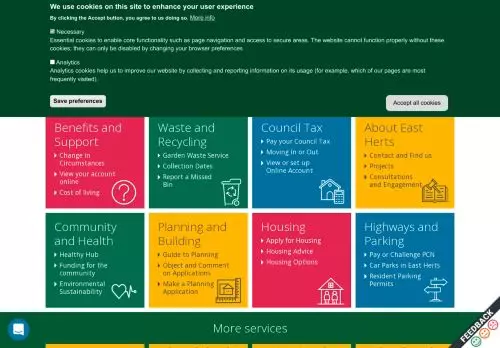 We use cookies on this site to enhance your user experience
By clicking the Accept button, you agree to us doing so. More info
Necessary
Essential cookies to enable core functionality such as page navigation and access to secure areas. The website cannot function properly without these
cookies; they can only be disabled by changing your browser preferences
Analytics
Analytics cookies help us to improve our website by collecting and reporting information on its usage (for example, which of our pages are most
frequently visited).
Save preferences
Accept all cookies
Benefits and
Support
Change in
Circumstances
View your account
online
Cost of living
Waste and
Recycling
Garden Waste Service
Collection Dates
Report a Missed
Bin
Council Tax
Pay your Council Tax
Moving In or Out
View or set up
Online Account
About East
Herts
Contact and Find us
Projects
Consultations
and Engagement
Community
and Health
Healthy Hub
Funding for the
community
Environmental
Sustainability
Planning and
Building
Guide to Planning
Object and Comment
on Applications
Make a Planning
Application
Housing
Apply for Housing
Housing Advice
Housing Options
Highways and
Parking
Pay or Challenge PCN
Car Parks in East Herts
Resident Parking
Permits
More services
FEEDBACK